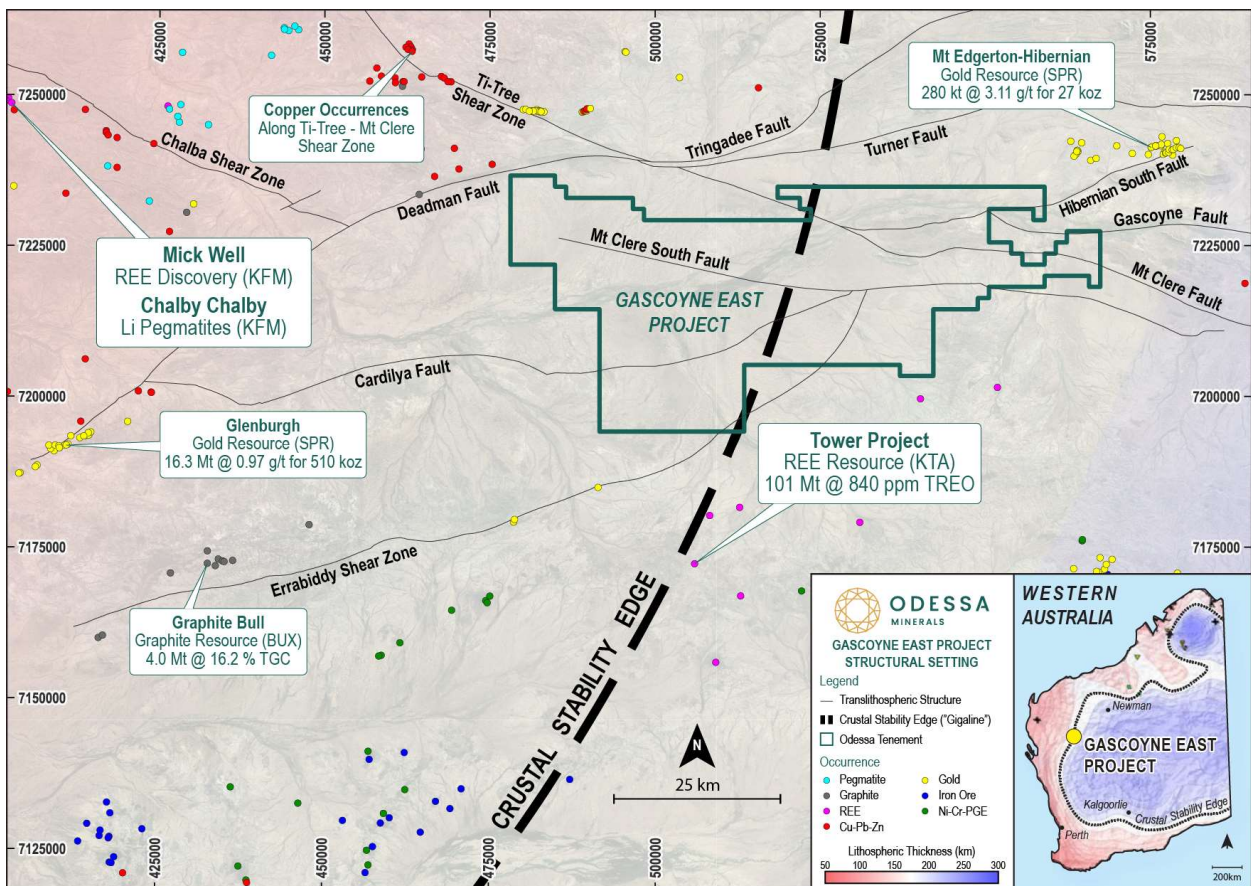 425000
450000
475000
500000
525000
575000
7250000
7225000
7200000
7175000
7150000
7125000
7250000
7225000
7200000
7175000
425000
450000
475000
500000
Copper Occurrences
Along Ti-Tree - Mt Clere
Shear Zone
Mt Edgerton-Hibernian
Gold Resource (SPR)
280 kt @ 3.11 g/t for 27 koz
Ti-Tree
Shear Zone
Chalba Shear Zone
Tringadee Fault
Turner Fault
Deadman Fault
Hibernian South Fault
Gascoyne Fault
Mt Clere South Fault
Mt Clere Fault
Mick Well
REE Discovery (KFM)
Chalby Chalby
Li Pegmatites (KFM)
GASCOYNE EAST
PROJECT
Cardilya Fault
Glenburgh
Gold Resource (SPR)
16.3 Mt @ 0.97 g/t for 510 koz
Tower Project
REE Resource (KTA)
101 Mt @ 840 ppm TREO
Errabiddy Shear Zone
Graphite Bull
Graphite Resource (BUX)
4.0 Mt @ 16.2 % TGC
CRUSTAL STABILITY EDGE
N
25 km
ODESSA
MINERALS
GASCOYNE EAST PROJECT
STRUCTURAL SETTING
Legend
Translithospheric Structure
Crustal Stability Edge ("Gigaline")
Odessa Tenement
Occurrence
Pegmatite
Graphite
REE
Cu-Pb-Zn
Gold
Iron Ore
Ni-Cr-PGE
Lithospheric Thickness (km)
50 100 150 200 250 300
WESTERN
AUSTRALIA
Newman
GASCOYNE EAST
PROJECT
Kalgoorlie
Crustal Stability Edge
Perth
200km